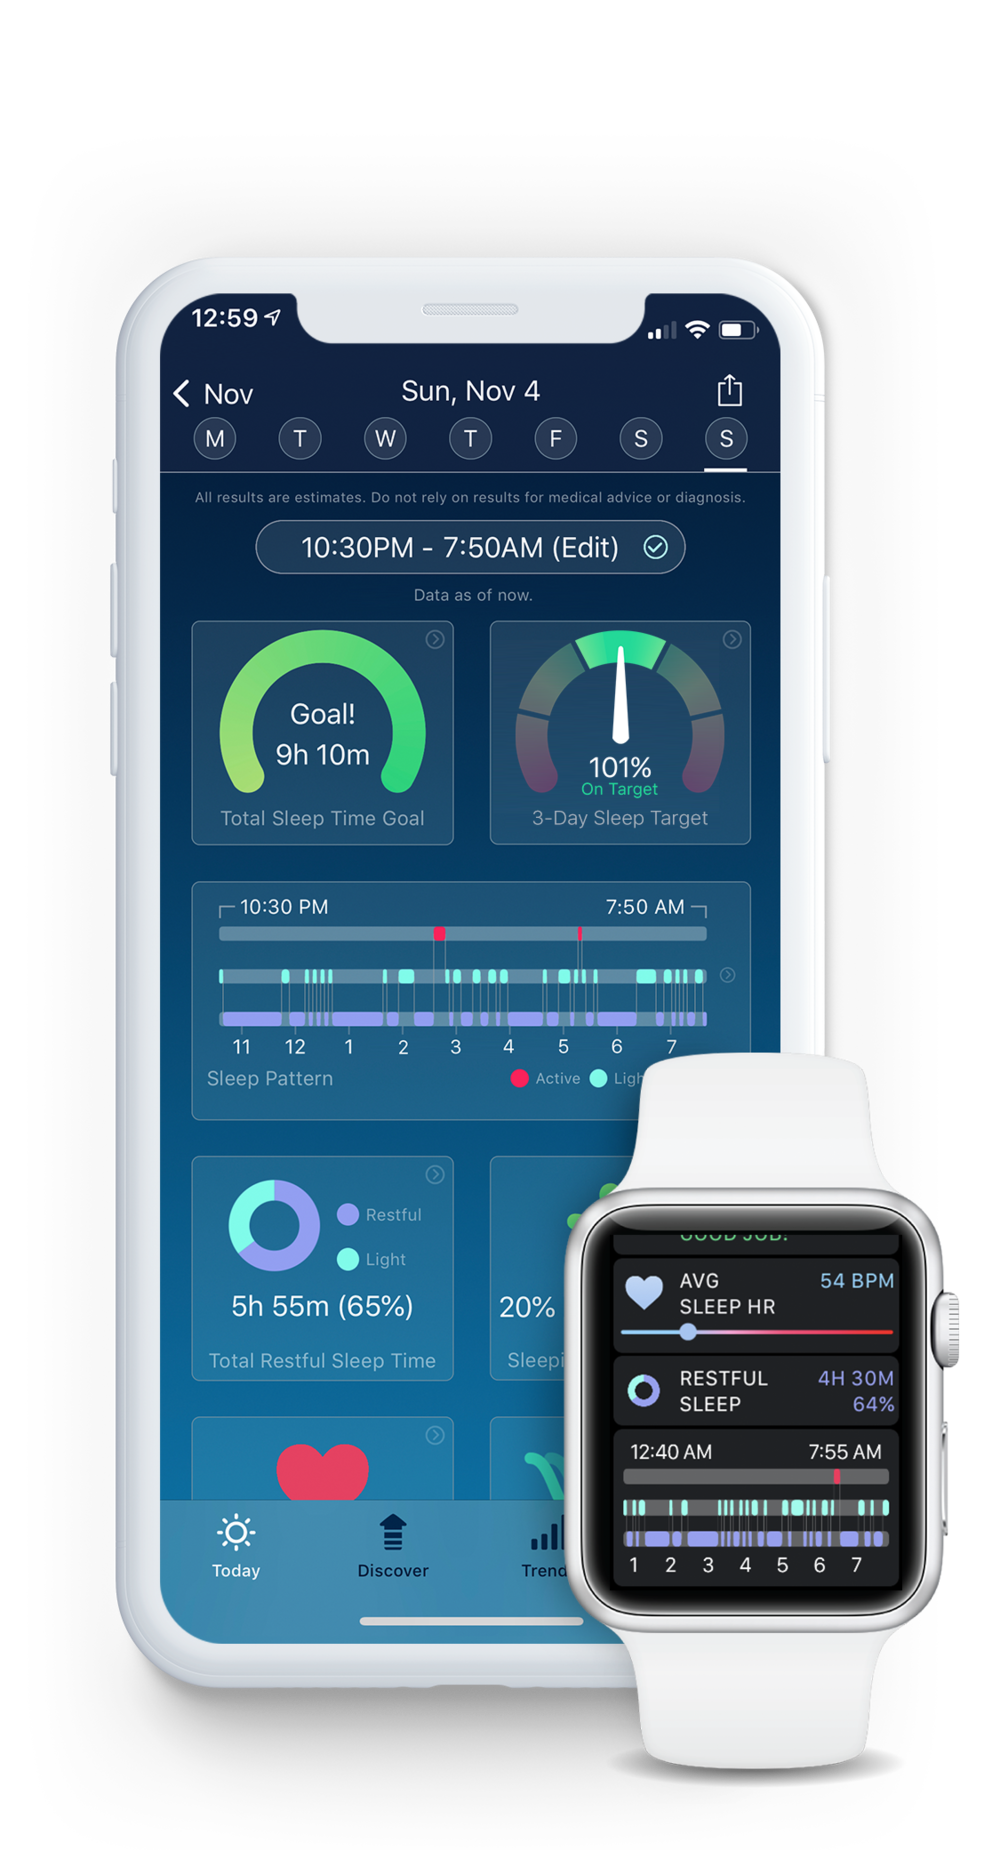 12:59
Nov
Sun, Nov 4
M T W T F S S
All results are estimates. Do not rely on results for medical advice or diagnosis.
10:30PM - 7:50AM (Edit)
Data as of now.
Goal!
9h 10m
Total Sleep Time Goal
101%
On Target
3-Day Sleep Target
10:30 PM 7:50 AM
11 12 1 2 3 4 5 6 7
Sleep Pattern
Active Ligh
Restful
Light
5h 55m (65%)
Total Restful Sleep Time
20%
Sleepi
Today
Discover
Trend
GOOD JOB!
AVG
SLEEP HR
54 BPM
RESTFUL
SLEEP
4H 30M
64%
12:40 AM 7:55 AM
1 2 3 4 5 6 7